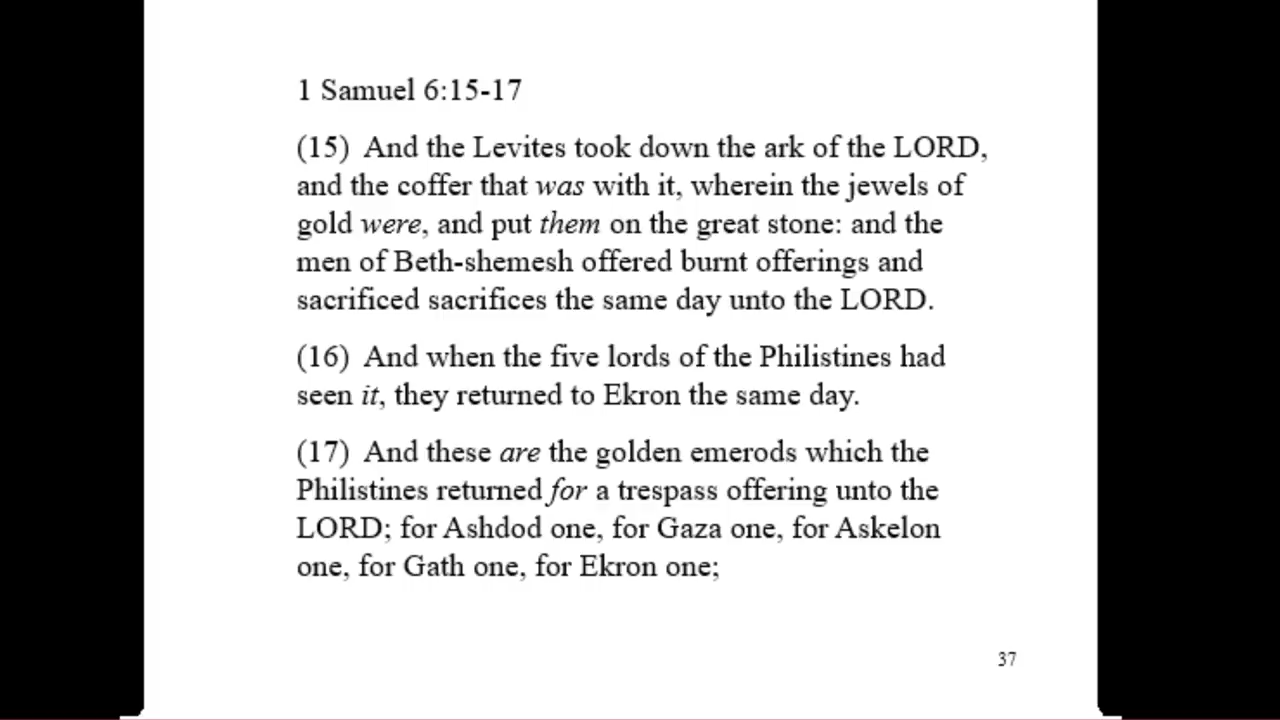 1 Samuel 6:15-17
(15) And the Levites took down the ark of the LORD,
and the coffer that was with it, wherein the jewels of
gold were, and put them on the great stone: and the
men of Beth-shemesh offered burnt offerings and
sacrificed sacrifices the same day unto the LORD.
(16) And when the five lords of the Philistines had
seen it, they returned to Ekron the same day.
(17) And these are the golden emerods which the
Philistines returned for a trespass offering unto the
LORD; for Ashdod one, for Gaza one, for Askelon
one, for Gath one, for Ekron one;
37